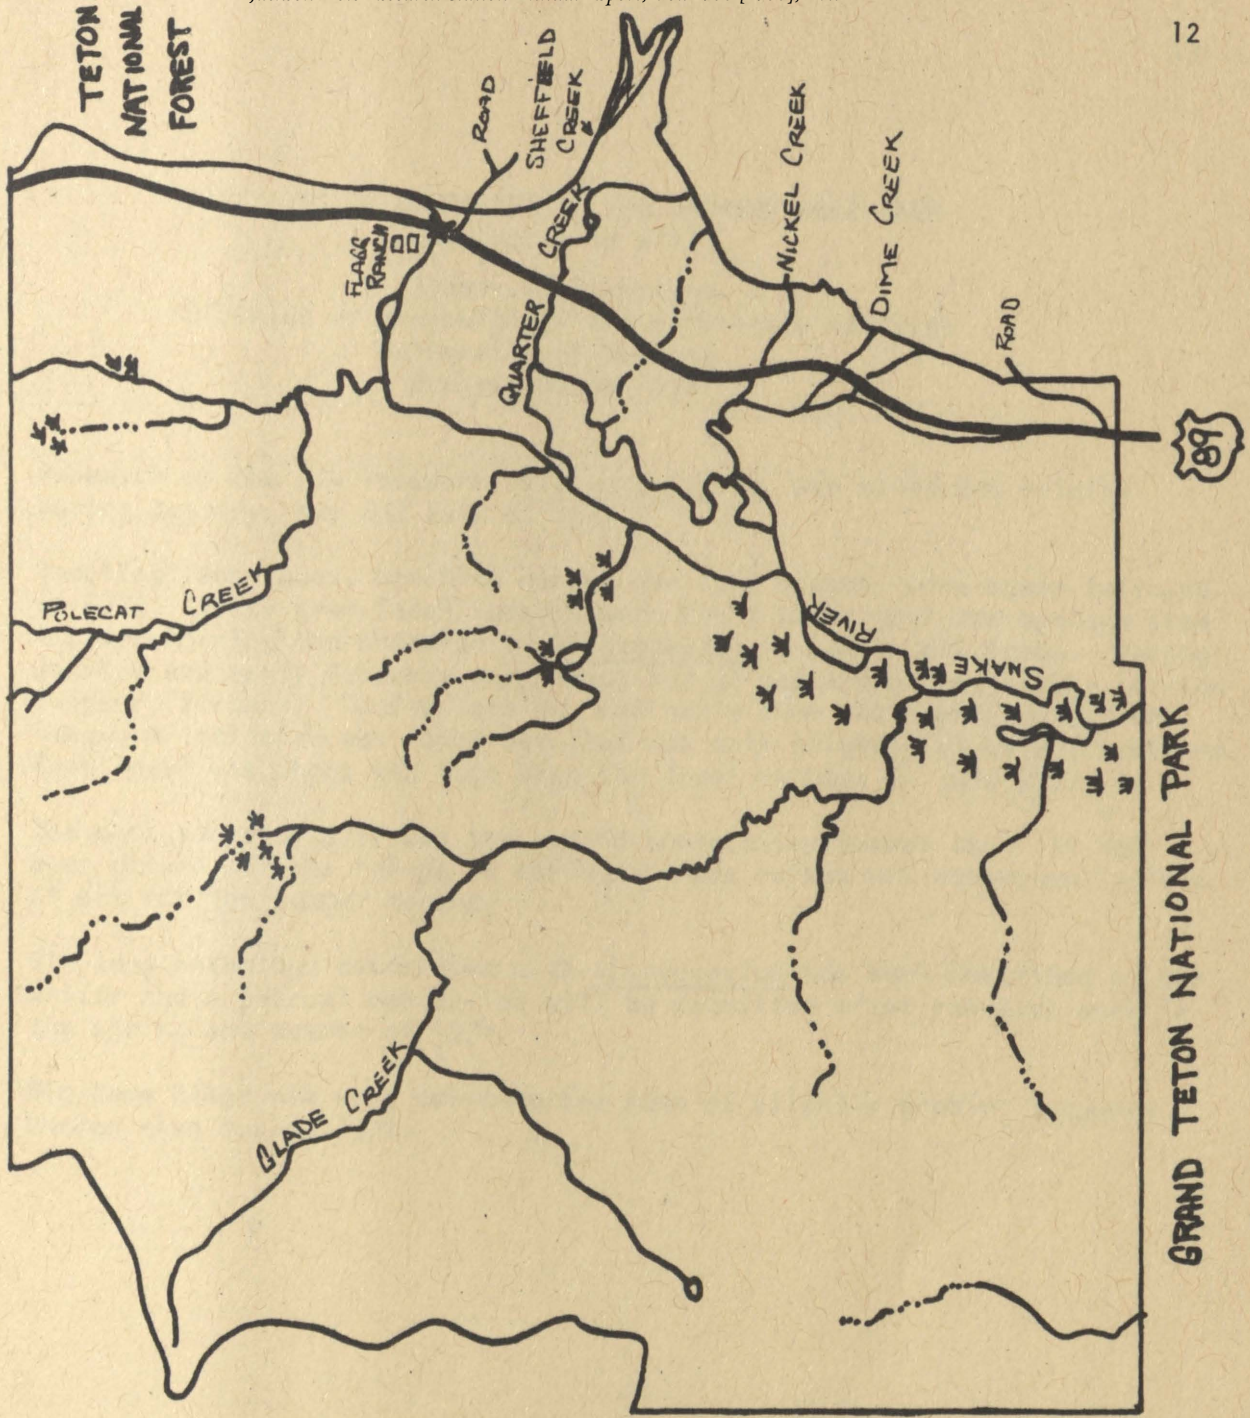 12
TETON
NATIONAL
FOREST
ROAD
SHEFFIELD
CREEK
NICKEL CREEK
DIME CREEK
FLAGG
RANCH
QUARTER CREEK
ROAD
89
POLECAT CREEK
SNAKE RIVER
GLADE CREEK
GRAND TETON NATIONAL PARK